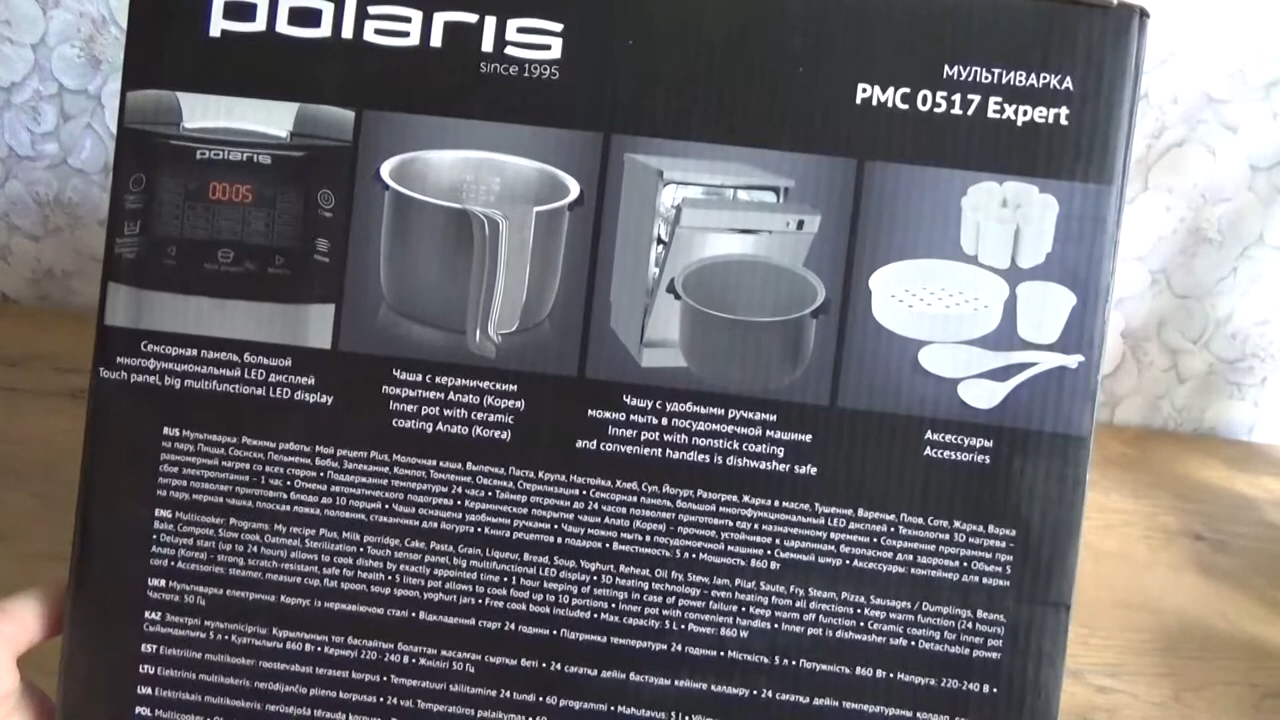 polaris
since 1995
МУЛЬТИВАРКА
PMC 0517 Expert
polaris
00:05
Сенсорная панель, большой
многофункциональный LED дисплей
Touch panel, big multifunctional LED display
Чаша с керамическим
покрытием Anato (Корея)
Inner pot with ceramic
coating Anato (Korea)
Чашу с удобными ручками
можно мыть в посудомоечной машине
Inner pot with nonstick coating
and convenient handles is dishwasher safe
Аксессуары
Accessories
RUS Мультиварка: Режимы работы: Мой рецепт Plus, Молочная каша, Выпечка, Паста, Крупа, Настойка, Хлеб, Суп, Йогурт, Разогрев, Жарка в масле, Тушение, Варенье, Плов, Соте, Жарка, Варка
на пару, Пицца, Сосиски, Пельмени, Бобы, Запекание, Компот, Томление, Овсянка, Стерилизация • Сенсорная панель, большой многофункциональный LED дисплей • Технология 3D нагрева –
равномерный нагрев со всех сторон • Поддержание температуры 24 часа • Таймер отсрочки до 24 часов позволяет приготовить еду к назначенному времени • Сохранение программы при
сбое электропитания – 1 час • Отмена автоматического подогрева • Керамическое покрытие чаши Anato (Корея) – прочное, устойчивое к царапинам, безопасное для здоровья • Объем 5
литров позволяет приготовить блюдо до 10 порций • Чаша оснащена удобными ручками • Чашу можно мыть в посудомоечной машине • Съемный шнур • Аксессуары: контейнер для варки
на пару, мерная чашка, плоская ложка, половник, стаканчики для йогурта • Книга рецептов в подарок • Вместимость: 5 л • Мощность: 860 Вт
ENG Multicooker: Programs: My recipe Plus, Milk porridge, Cake, Pasta, Grain, Liqueur, Bread, Soup, Yoghurt, Reheat, Oil fry, Stew, Jam, Pilaf, Saute, Fry, Steam, Pizza, Sausages / Dumplings, Beans,
Bake, Compote, Slow cook, Oatmeal, Sterilization • Touch sensor panel, big multifunctional LED display • 3D heating technology – even heating from all directions • Keep warm function (24 hours)
• Delayed start (up to 24 hours) allows to cook dishes by exactly appointed time • 1 hour keeping of settings in case of power failure • Keep warm off function • Ceramic coating for inner pot
Anato (Korea) – strong, scratch-resistant, safe for health • 5 liters pot allows to cook food up to 10 portions • Inner pot with convenient handles • Inner pot is dishwasher safe • Detachable power
cord • Accessories: steamer, measure cup, flat spoon, soup spoon, yoghurt jars • Free cook book included • Max. capacity: 5 L • Power: 860 W
UKR Мультиварка електрична: Корпус із нержавіючої сталі • Відкладений старт 24 години • Підтримка температури 24 години • Місткість: 5 л • Потужність: 860 Вт • Напруга: 220-240 В •
Частота: 50 Гц
KAZ Электрлі мультипісіргіш: Құрылғының тот баспайтын болаттан жасалған сыртқы беті • 24 сағатқа дейін бастауды кейінге қалдыру • 24 сағатқа дейін температураны қолдап
Сыйымдылығы 5 л • Қуаттылығы 860 Вт • Кернеуі 220 - 240 В • Жиілігі 50 Гц
EST Elektriline multikooker: roostevabast terasest korpus • Temperatuuri säilitamine 24 tundi • 60 programmi • Mahutavus: 5 l •
LTU Elektrinis multikokeris: nerūdijančio plieno korpusas • 24 val. Temperatūros palaikymas • 60
LVA Elektriskais multikokeris: nerūsējošā tērauda korpuss
POL Multicooker •